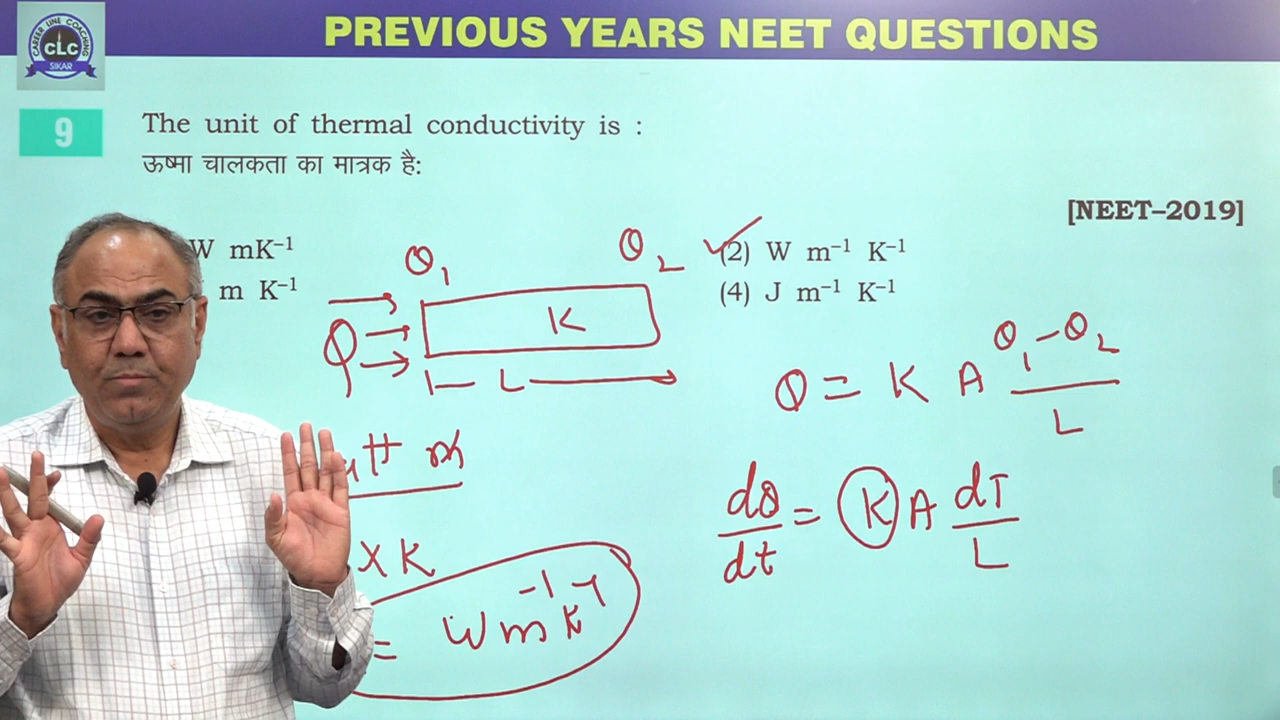 PREVIOUS YEARS NEET QUESTIONS
CAREER LINE COACHING
CLC
SIKAR
9
The unit of thermal conductivity is :
ऊष्मा चालकता का मात्रक है:
[NEET–2019]
W mK⁻¹
(2) W m⁻¹ K⁻¹
m K⁻¹
(4) J m⁻¹ K⁻¹
θ₁
θ₂
K
Q
L
Q = K A (θ₁ – θ₂) / L
dQ/dt = K A dT/L
m
× K
= W m⁻¹ K⁻¹